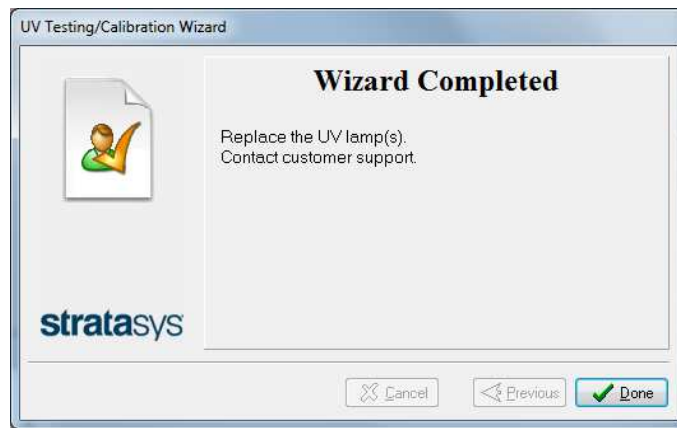 UV Testing/Calibration Wizard
Wizard Completed
Replace the UV lamp(s).
Contact customer support.
stratasys
Cancel
Previous
Done